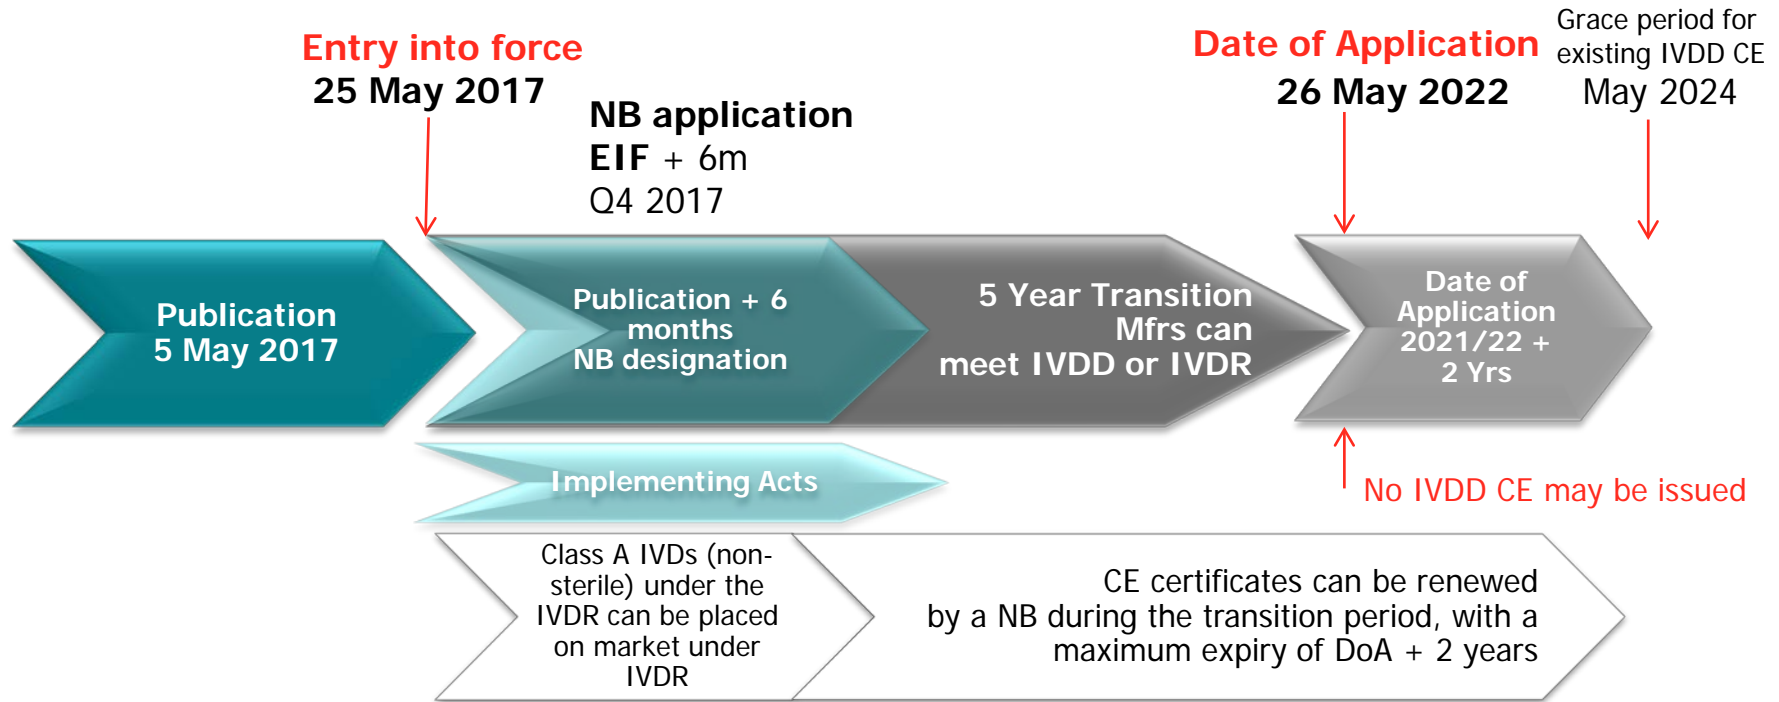 Entry into force
25 May 2017
NB application
EIF + 6m
Q4 2017
Date of Application
26 May 2022
Grace period for
existing IVDD CE
May 2024
Publication
5 May 2017
Publication + 6
months
NB designation
5 Year Transition
Mfrs can
meet IVDD or IVDR
Date of
Application
2021/22 +
2 Yrs
Implementing Acts
No IVDD CE may be issued
Class A IVDs (non-
sterile) under the
IVDR can be placed
on market under
IVDR
CE certificates can be renewed
by a NB during the transition period, with a
maximum expiry of DoA + 2 years